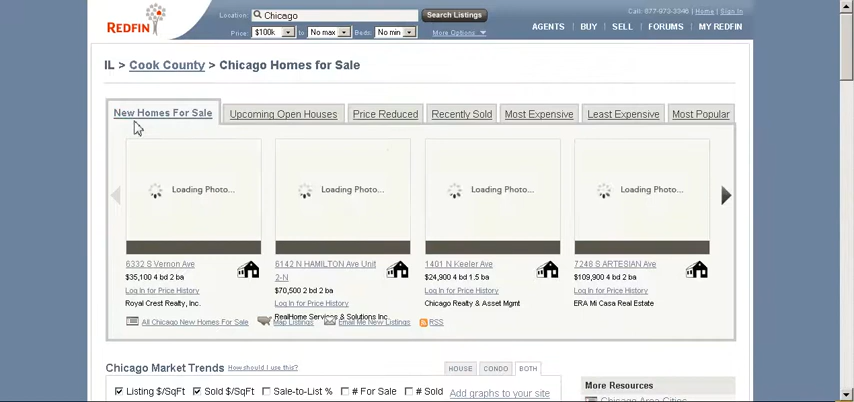 REDFIN
Location: Chicago Search Listings
Price: $100k to No max Beds: No min More Options
Call: 877-973-3346 | Home | Sign In
AGENTS BUY SELL FORUMS MY REDFIN
IL > Cook County > Chicago Homes for Sale
New Homes For Sale Upcoming Open Houses Price Reduced Recently Sold Most Expensive Least Expensive Most Popular
Loading Photo... Loading Photo... Loading Photo... Loading Photo...
6332 S Vernon Ave
$35,100 4 bd 2 ba
Log In for Price History
Royal Crest Realty, Inc.
6142 N HAMILTON Ave Unit
2-N
$70,500 2 bd 2 ba
Log In for Price History
RealHome Services & Solutions Inc.
1401 N Keeler Ave
$24,900 4 bd 1.5 ba
Log In for Price History
Chicago Realty & Asset Mgmt
7248 S ARTESIAN Ave
$109,900 4 bd 2 ba
Log In for Price History
ERA Mi Casa Real Estate
All Chicago New Homes For Sale Map Listings Email Me New Listings RSS
Chicago Market Trends How should I use this? HOUSE CONDO BOTH
Listing $/SqFt Sold $/SqFt Sale-to-List % # For Sale # Sold Add graphs to your site
More Resources
Chicago Area Cities